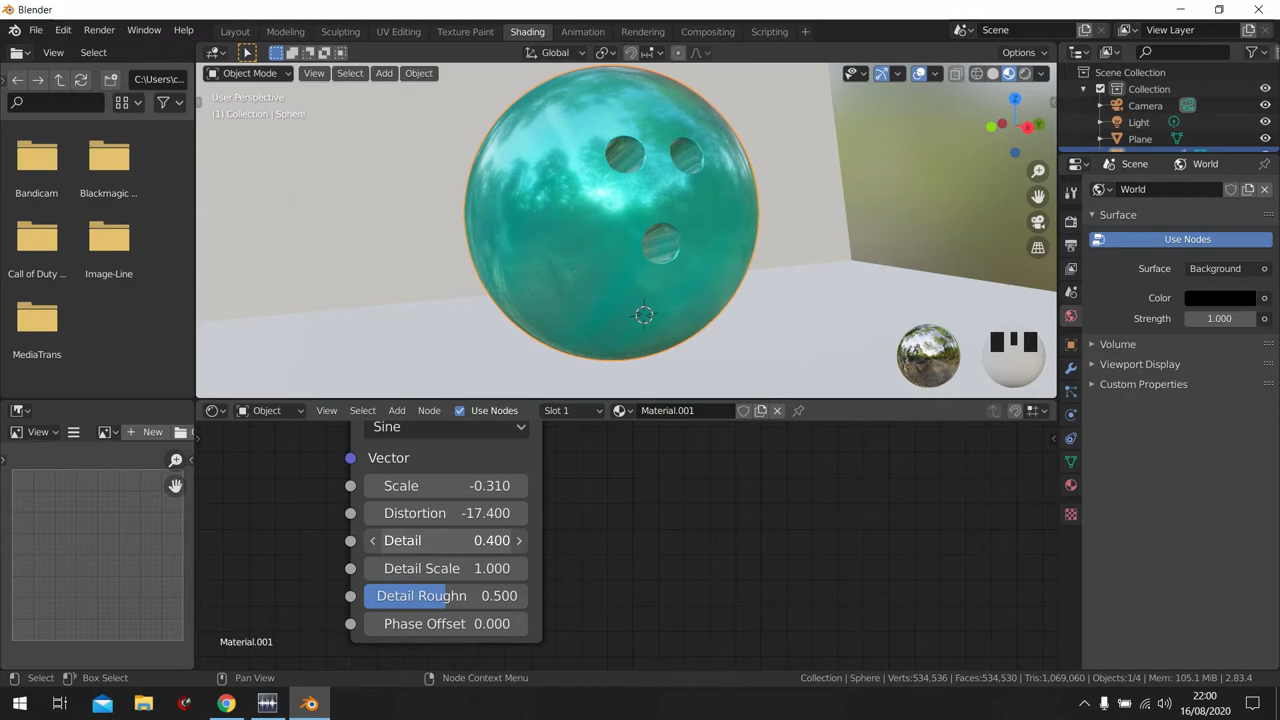 Blender
File Edit Render Window Help
Layout Modeling Sculpting UV Editing Texture Paint Shading Animation Rendering Compositing Scripting +
Scene
View Layer
View Select
Global
Options
C:\Users\c...
Object Mode View Select Add Object
User Perspective
(1) Collection | Sphere
Z
X
Y
Scene Collection
Collection
Camera
Light
Plane
Scene > World
World
Surface
Use Nodes
Surface Background
Color
Strength 1.000
Volume
Viewport Display
Custom Properties
Bandicam
Blackmagic ...
Call of Duty ...
Image-Line
MediaTrans
View
New
Object View Select Add Node Use Nodes Slot 1 Material.001
Sine
Vector
Scale -0.310
Distortion -17.400
Detail 0.400
Detail Scale 1.000
Detail Roughn 0.500
Phase Offset 0.000
Material.001
Select Box Select Pan View Node Context Menu
Collection | Sphere | Verts:534,536 | Faces:534,530 | Tris:1,069,060 | Objects:1/4 | Mem: 105.1 MiB | 2.83.4
22:00
16/08/2020